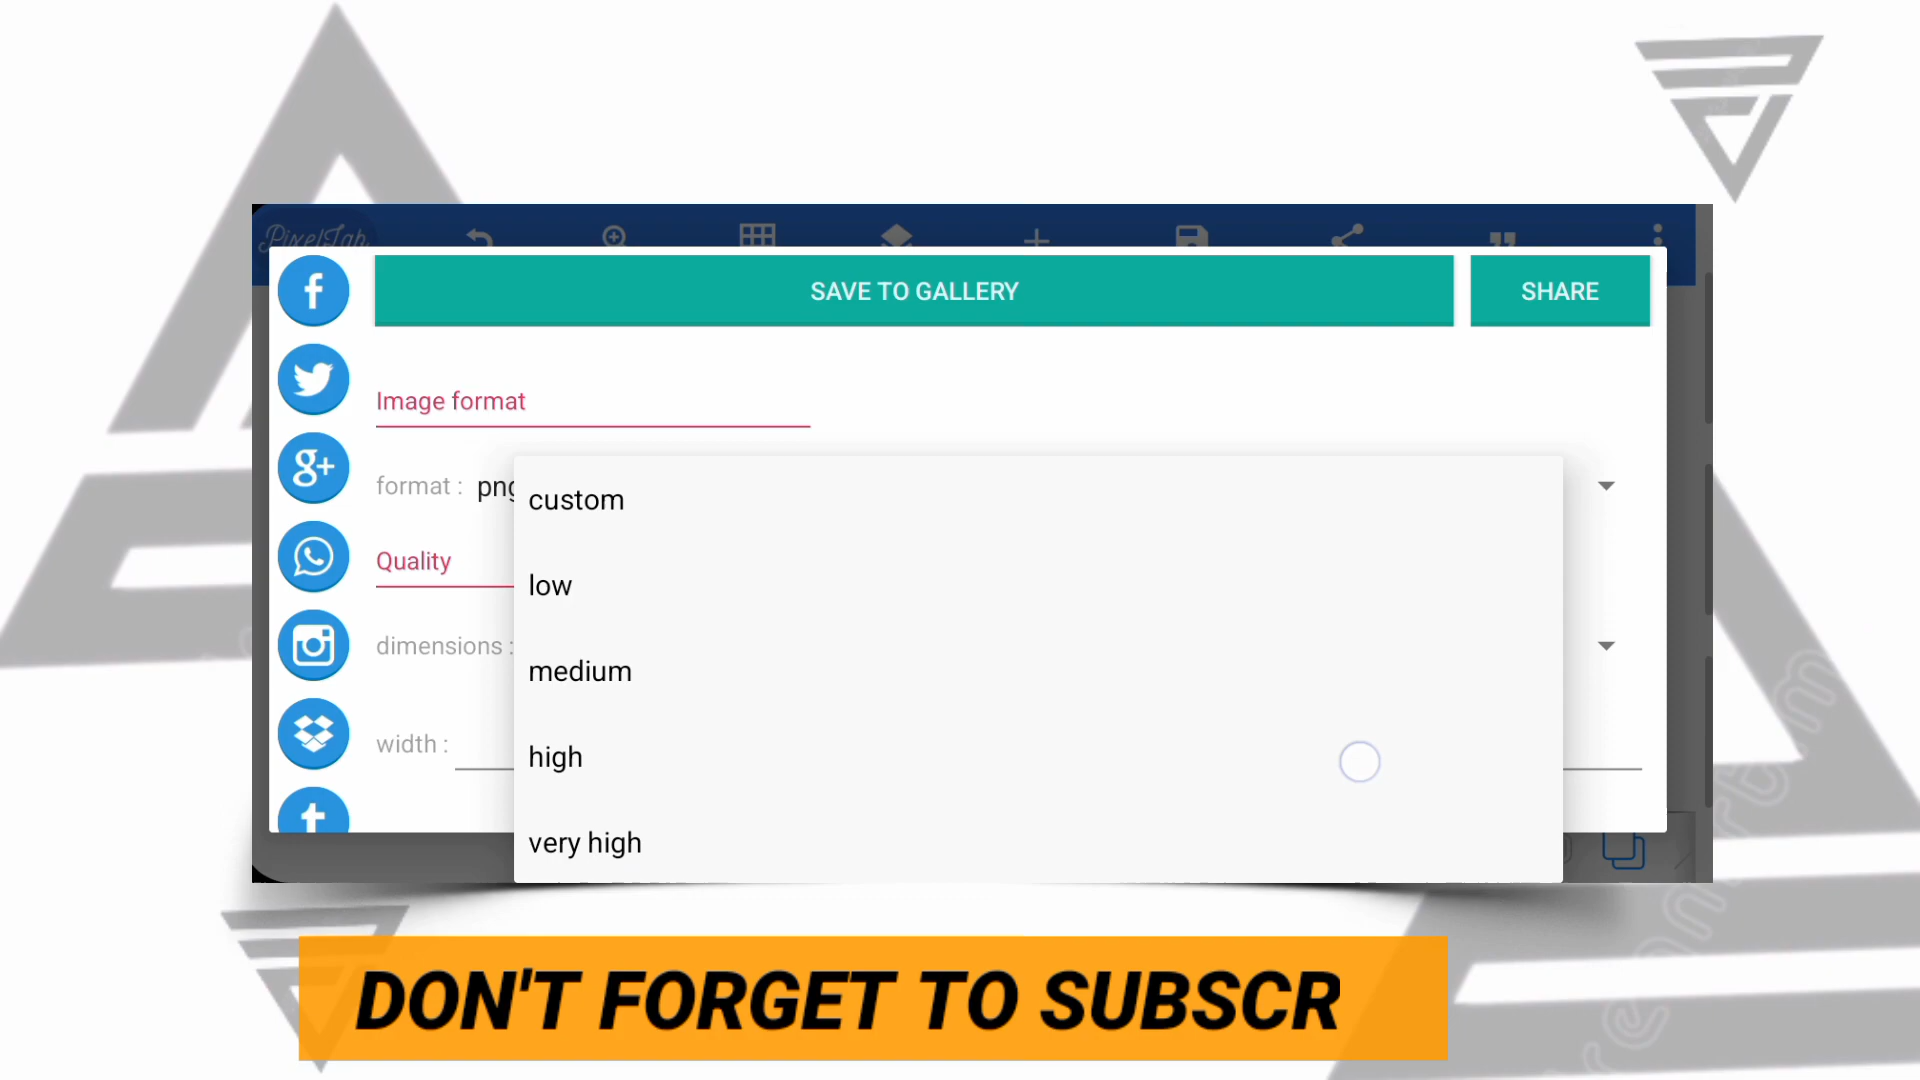 PixelLab
SAVE TO GALLERY
SHARE
Image format
format : png
custom
low
Quality
dimensions :
medium
width :
high
very high
DON'T FORGET TO SUBSCR